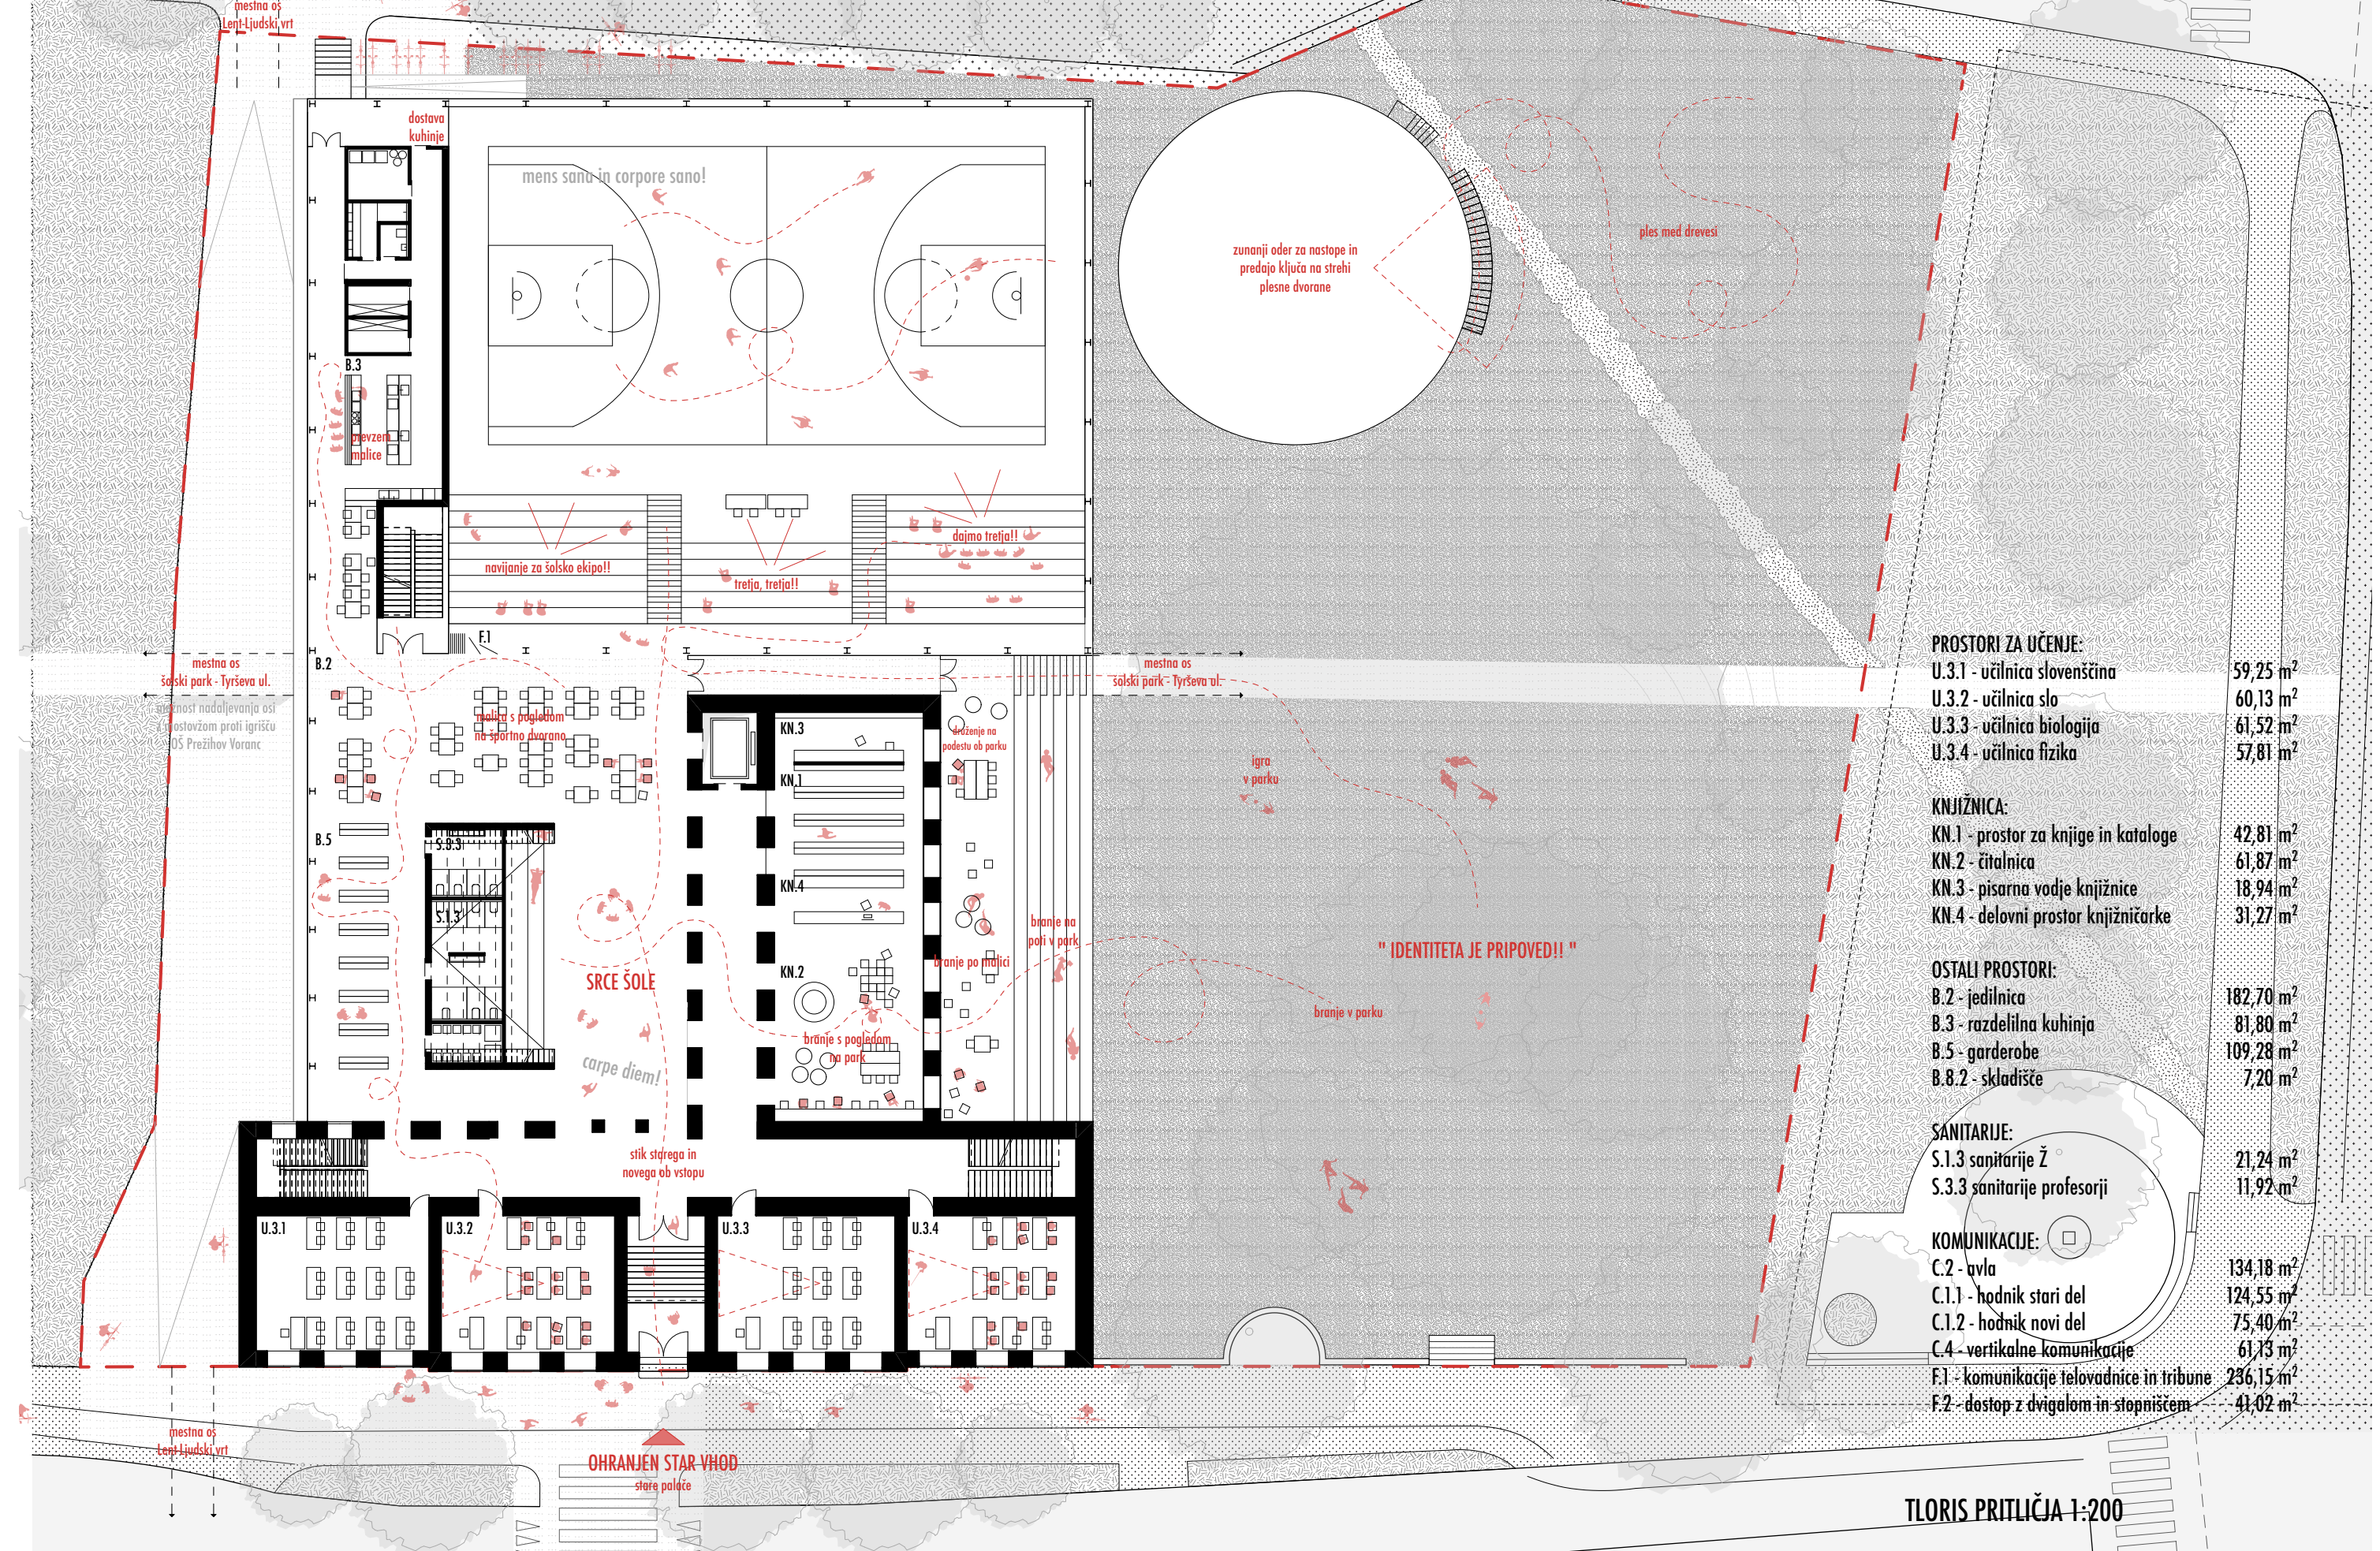 mestna os
Lent-Ljudski vrt
dostava
kuhinje
mens sana in corpore sano!
zunanji oder za nastope in
predajo ključa na strehi
plesne dvorane
ples med drevesi
B.3
prevzem
malice
navijanje za šolsko ekipo!!
tretja, tretja!!
dajmo tretja!!
F.1
B.2
mestna os
šolski park - Tyrševa ul.
možnost nadaljevanja osi
z mostovžom proti igrišču
OŠ Prežihov Voranc
mestna os
šolski park - Tyrševa ul.
malica s pogledom
na športno dvorano
KN.3
druženje na
podestu ob parku
KN.1
igra
v parku
B.5
S.8.3
KN.4
S.1.3
branje na
poti v park
branje po malici
KN.2
SRCE ŠOLE
" IDENTITETA JE PRIPOVED!! "
branje v parku
branje s pogledom
na park
carpe diem!
stik starega in
novega ob vstopu
U.3.1
U.3.2
U.3.3
U.3.4
mestna os
Lent-Ljudski vrt
OHRANJEN STAR VHOD
stare palače
PROSTORI ZA UČENJE:
U.3.1 - učilnica slovenščina 59,25 m²
U.3.2 - učilnica slo 60,13 m²
U.3.3 - učilnica biologija 61,52 m²
U.3.4 - učilnica fizika 57,81 m²
KNJIŽNICA:
KN.1 - prostor za knjige in kataloge 42,81 m²
KN.2 - čitalnica 61,87 m²
KN.3 - pisarna vodje knjižnice 18,94 m²
KN.4 - delovni prostor knjižničarke 31,27 m²
OSTALI PROSTORI:
B.2 - jedilnica 182,70 m²
B.3 - razdelilna kuhinja 81,80 m²
B.5 - garderobe 109,28 m²
B.8.2 - skladišče 7,20 m²
SANITARIJE:
S.1.3 sanitarije Ž 21,24 m²
S.3.3 sanitarije profesorji 11,92 m²
KOMUNIKACIJE:
C.2 - avla 134,18 m²
C.1.1 - hodnik stari del 124,55 m²
C.1.2 - hodnik novi del 75,40 m²
C.4 - vertikalne komunikacije 61,13 m²
F.1 - komunikacije telovadnice in tribune 236,15 m²
F.2 - dostop z dvigalom in stopniščem 41,02 m²
TLORIS PRITLIČJA 1:200